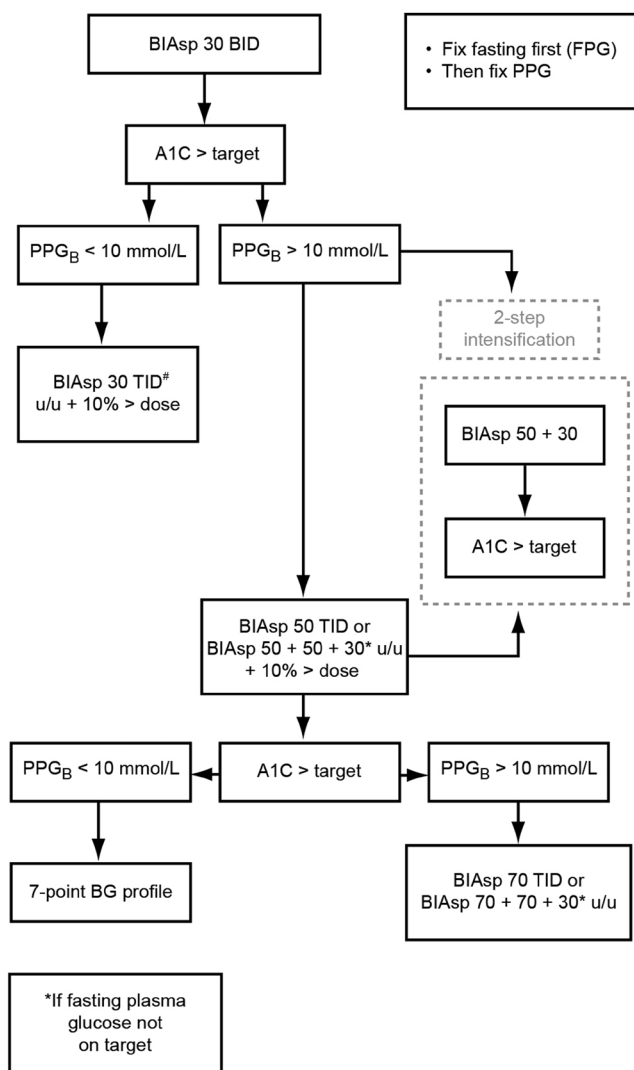 BIAsp 30 BID
• Fix fasting first (FPG)
• Then fix PPG
A1C > target
PPGB < 10 mmol/L
PPGB > 10 mmol/L
2-step
intensification
BIAsp 30 TID#
u/u + 10% > dose
BIAsp 50 + 30
A1C > target
BIAsp 50 TID or
BIAsp 50 + 50 + 30* u/u
+ 10% > dose
PPGB < 10 mmol/L
A1C > target
PPGB > 10 mmol/L
7-point BG profile
BIAsp 70 TID or
BIAsp 70 + 70 + 30* u/u
*If fasting plasma
glucose not
on target